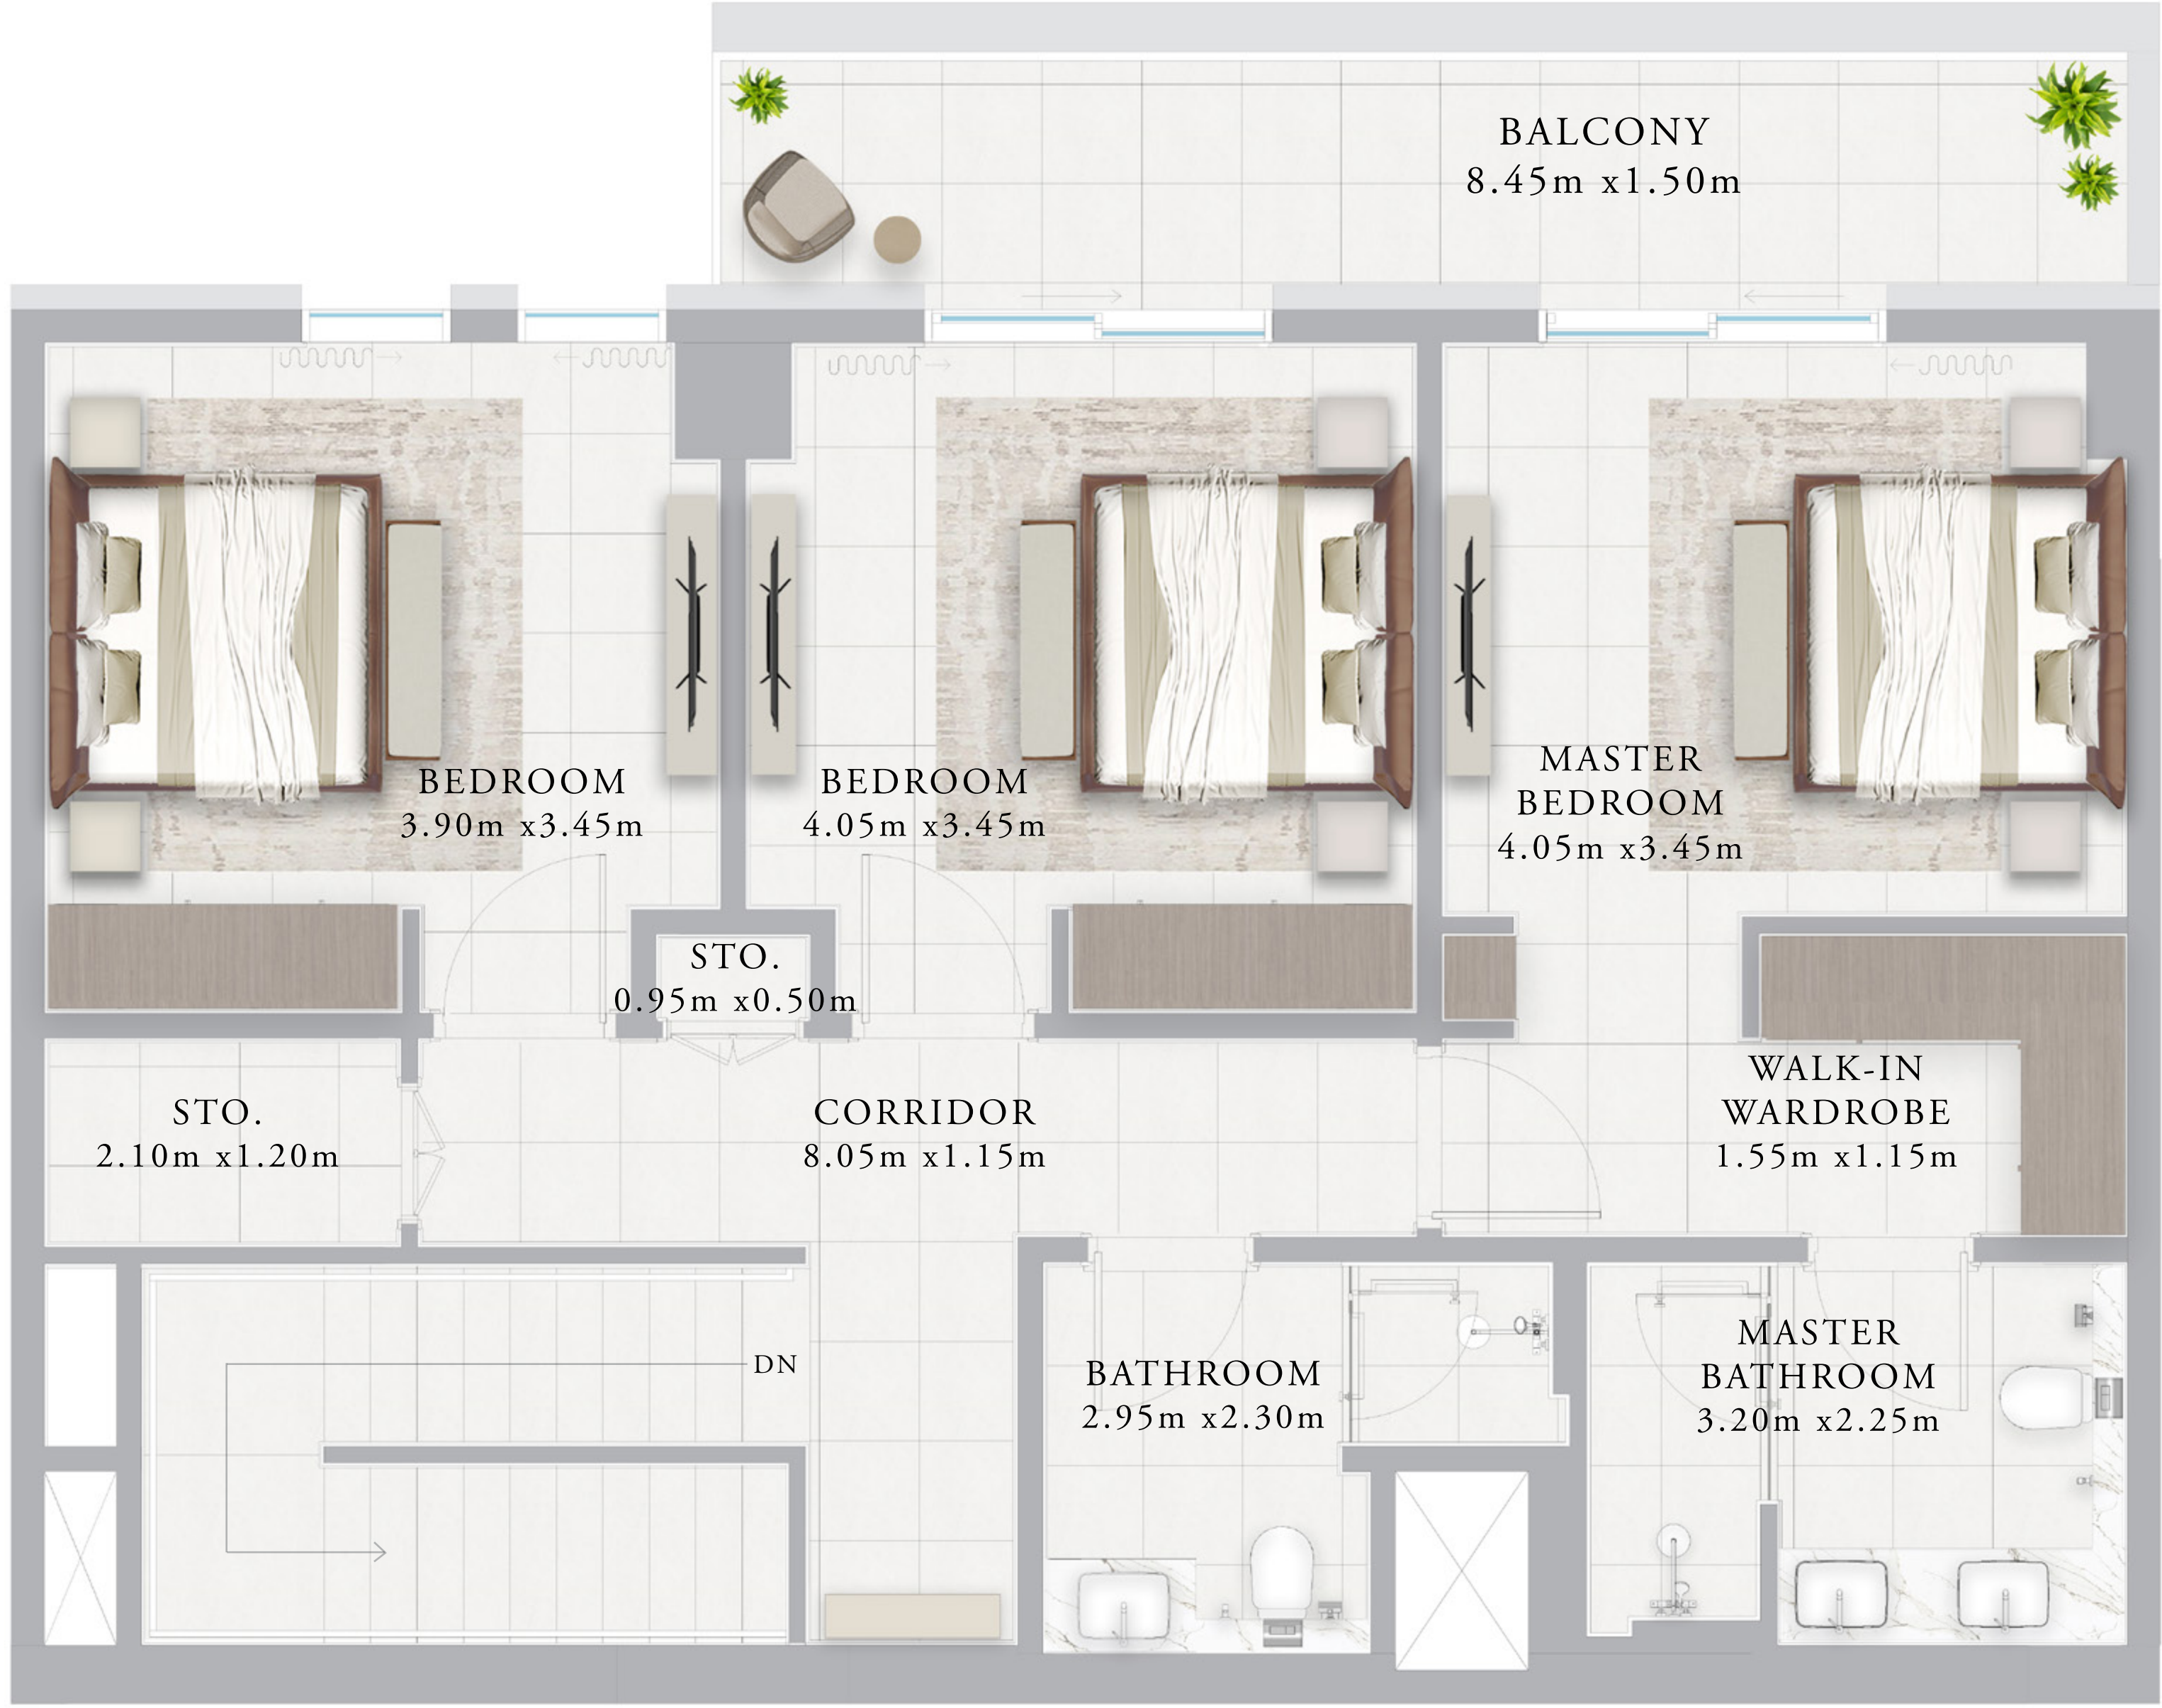 BALCONY
8.45m x1.50m
BEDROOM
3.90m x3.45m
BEDROOM
4.05m x3.45m
MASTER
BEDROOM
4.05m x3.45m
STO.
0.95m x0.50m
STO.
2.10m x1.20m
CORRIDOR
8.05m x1.15m
WALK-IN
WARDROBE
1.55m x1.15m
DN
BATHROOM
2.95m x2.30m
MASTER
BATHROOM
3.20m x2.25m